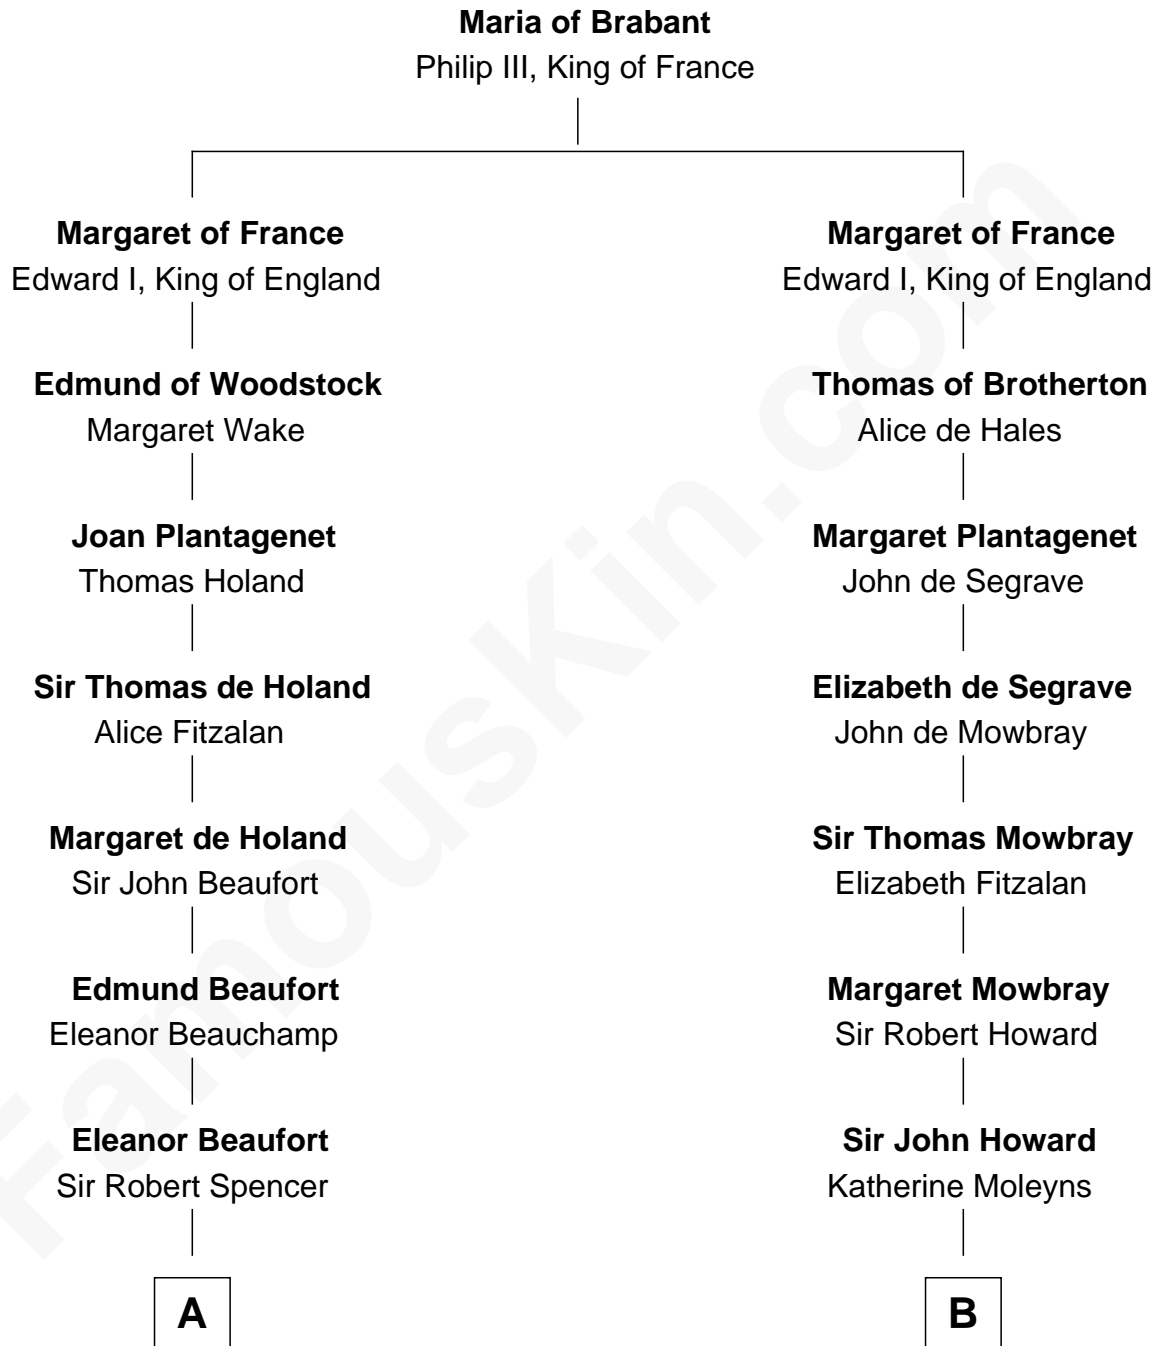 Maria of Brabant
Philip III, King of France
Margaret of France
Edward I, King of England
Edmund of Woodstock
Margaret Wake
Joan Plantagenet
Thomas Holand
Sir Thomas de Holand
Alice Fitzalan
Margaret de Holand
Sir John Beaufort
Edmund Beaufort
Eleanor Beauchamp
Eleanor Beaufort
Sir Robert Spencer
A
Margaret of France
Edward I, King of England
Thomas of Brotherton
Alice de Hales
Margaret Plantagenet
John de Segrave
Elizabeth de Segrave
John de Mowbray
Sir Thomas Mowbray
Elizabeth Fitzalan
Margaret Mowbray
Sir Robert Howard
Sir John Howard
Katherine Moleyns
B
FamousKin.com